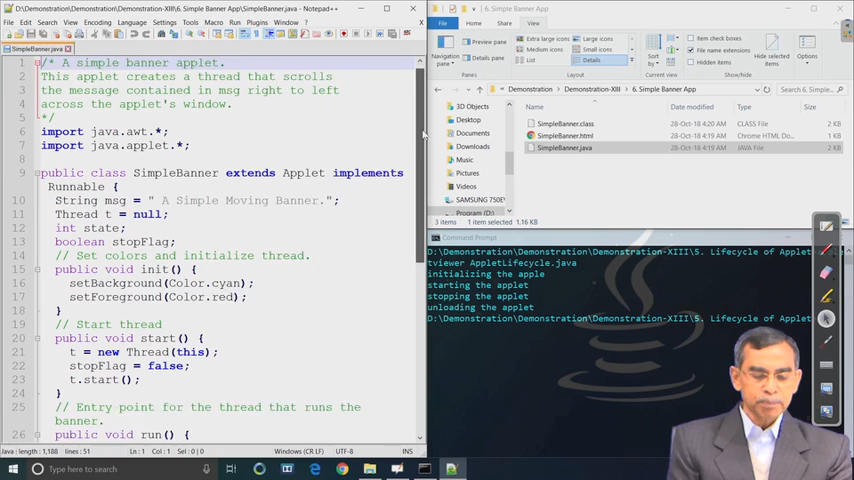 D:\Demonstration\Demonstration-XIII\6. Simple Banner App\SimpleBanner.java - Notepad++
File Edit Search View Encoding Language Settings Tools Macro Run Plugins Window ? X
SimpleBanner.java
1 /* A simple banner applet.
2 This applet creates a thread that scrolls
3 the message contained in msg right to left
4 across the applet's window.
5 */
6 import java.awt.*;
7 import java.applet.*;
8
9 public class SimpleBanner extends Applet implements
Runnable {
10 String msg = " A Simple Moving Banner.";
11 Thread t = null;
12 int state;
13 boolean stopFlag;
14 // Set colors and initialize thread.
15 public void init() {
16 setBackground(Color.cyan);
17 setForeground(Color.red);
18 }
19 // Start thread
20 public void start() {
21 t = new Thread(this);
22 stopFlag = false;
23 t.start();
24 }
25 // Entry point for the thread that runs the
banner.
26 public void run() {
length : 1,188 lines : 51 Ln : 1 Col : 1 Sel : 0 | 0 Windows (CR LF) UTF-8 INS
6. Simple Banner App
File Home Share View
Navigation pane
Preview pane
Details pane
Extra large icons
Large icons
Medium icons
Small icons
List
Details
Panes
Layout
Sort by
Current view
Item check boxes
File name extensions
Hidden items
Hide selected items
Show/hide
Options
Demonstration > Demonstration-XIII > 6. Simple Banner App
Search 6. Simple...
3D Objects
Desktop
Documents
Downloads
Music
Pictures
Videos
SAMSUNG 750E
Program (D:)
Name Date modified Type Size
SimpleBanner.class 28-Oct-18 4:20 AM CLASS File 2 KB
SimpleBanner.html 28-Oct-18 4:19 AM Chrome HTML Do... 1 KB
SimpleBanner.java 28-Oct-18 4:19 AM JAVA File 2 KB
3 items 1 item selected 1.16 KB
Command Prompt
D:\Demonstration\Demonstration\Demonstration-XIII\5. Lifecycle of Applet
tviewer AppletLifecycle.java
initializing the apple
starting the applet
stopping the applet
unloading the applet
D:\Demonstration\Demonstration\Demonstration-XIII\5. Lifecycle of Applet
Type here to search